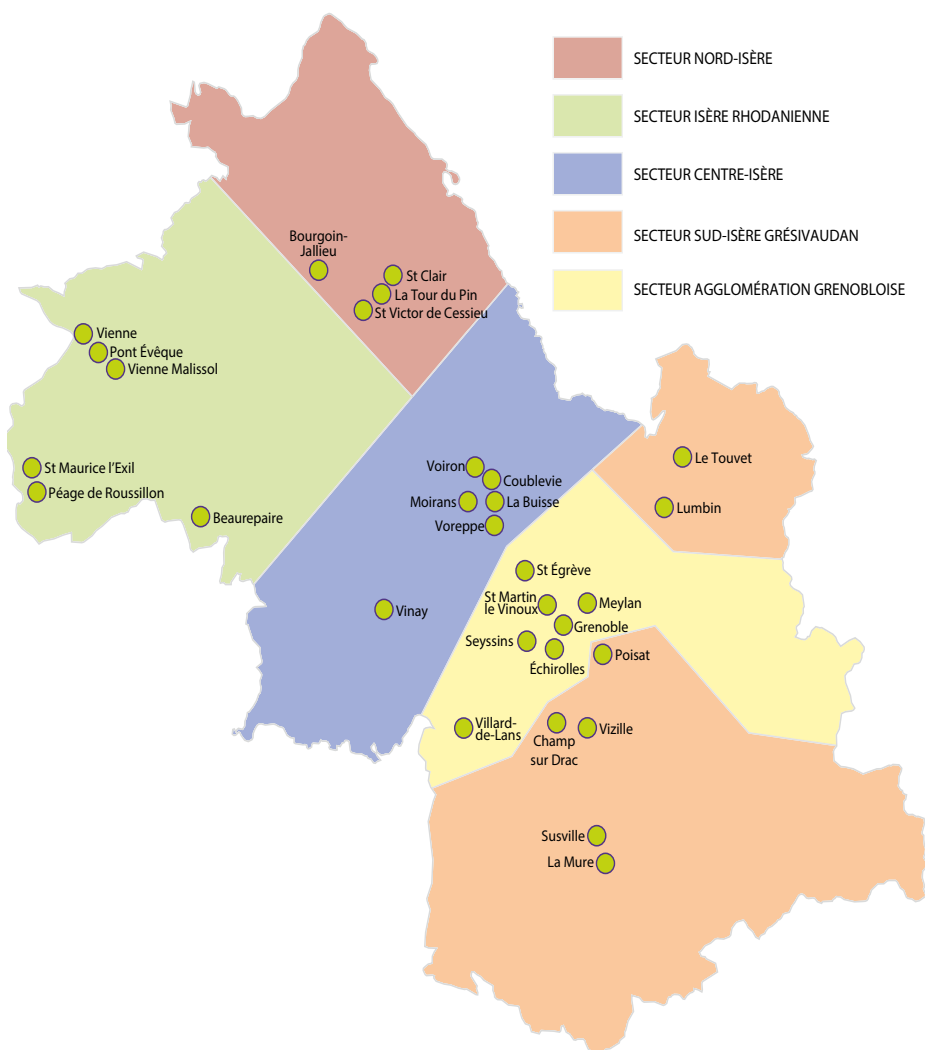 SECTEUR NORD-ISÈRE
SECTEUR ISÈRE RHODANIENNE
SECTEUR CENTRE-ISÈRE
SECTEUR SUD-ISÈRE GRÉSIVAUDAN
SECTEUR AGGLOMÉRATION GRENOBLOISE
Bourgoin-
Jallieu
St Clair
La Tour du Pin
St Victor de Cessieu
Vienne
Pont Évêque
Vienne Malissol
St Maurice l'Exil
Péage de Roussillon
Beaurepaire
Voiron
Coublevie
Moirans
La Buisse
Voreppe
Vinay
Le Touvet
Lumbin
St Égrève
St Martin
le Vinoux
Meylan
Grenoble
Seyssins
Échirolles
Poisat
Villard-
de-Lans
Champ
sur Drac
Vizille
Susville
La Mure